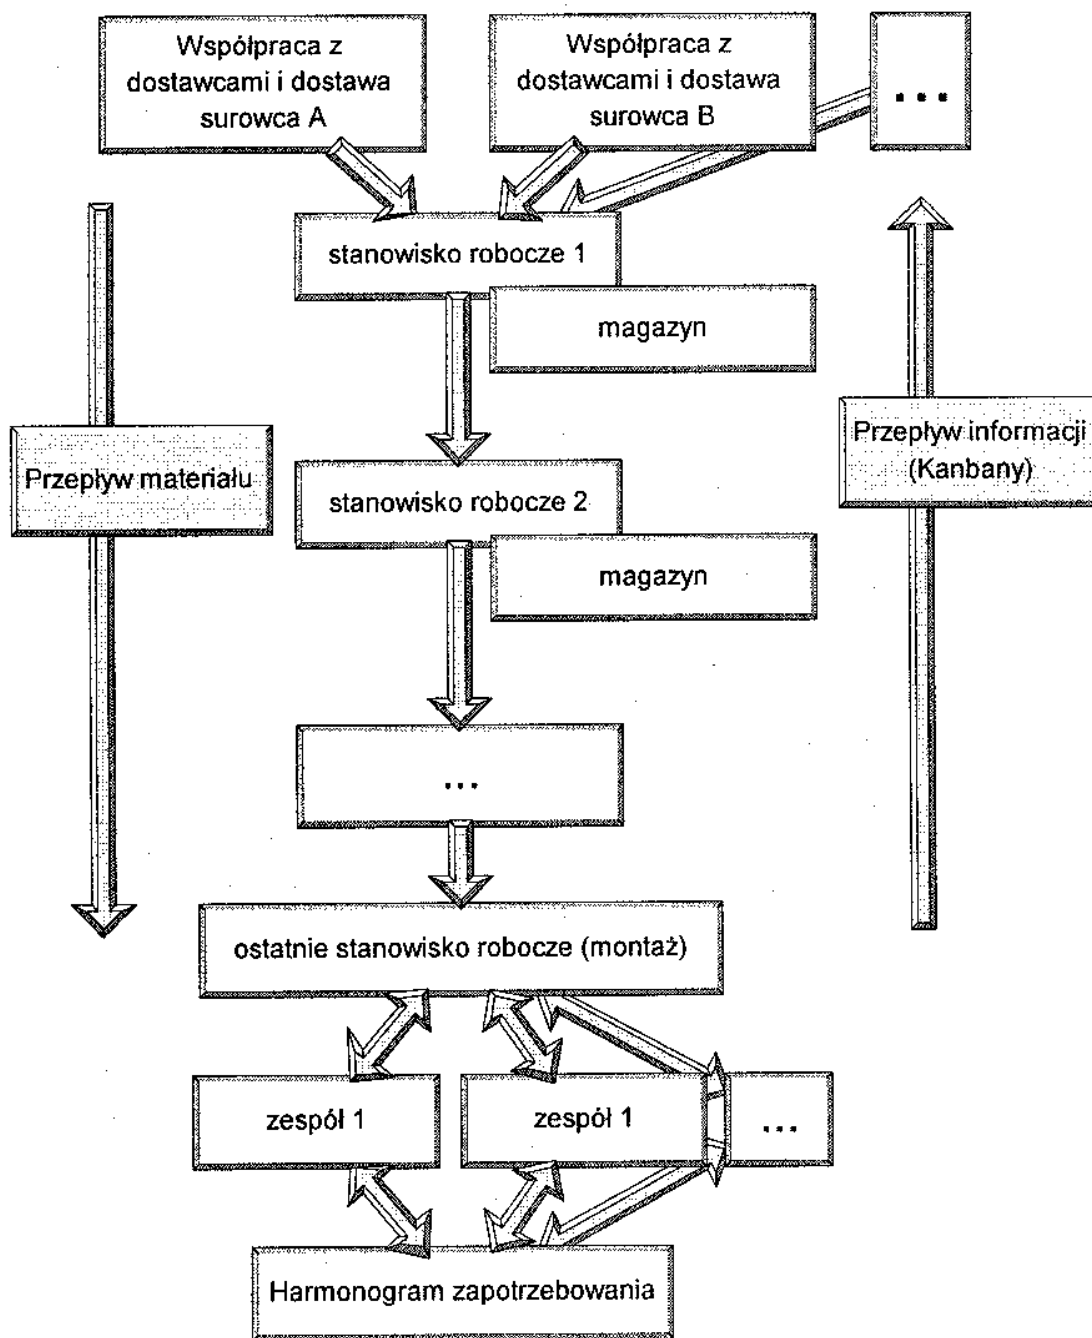 Współpraca z
dostawcami i dostawa
surowca A
Współpraca z
dostawcami i dostawa
surowca B
...
stanowisko robocze 1
magazyn
Przepływ materiału
Przepływ informacji
(Kanbany)
stanowisko robocze 2
magazyn
...
ostatnie stanowisko robocze (montaż)
zespół 1
zespół 1
...
Harmonogram zapotrzebowania